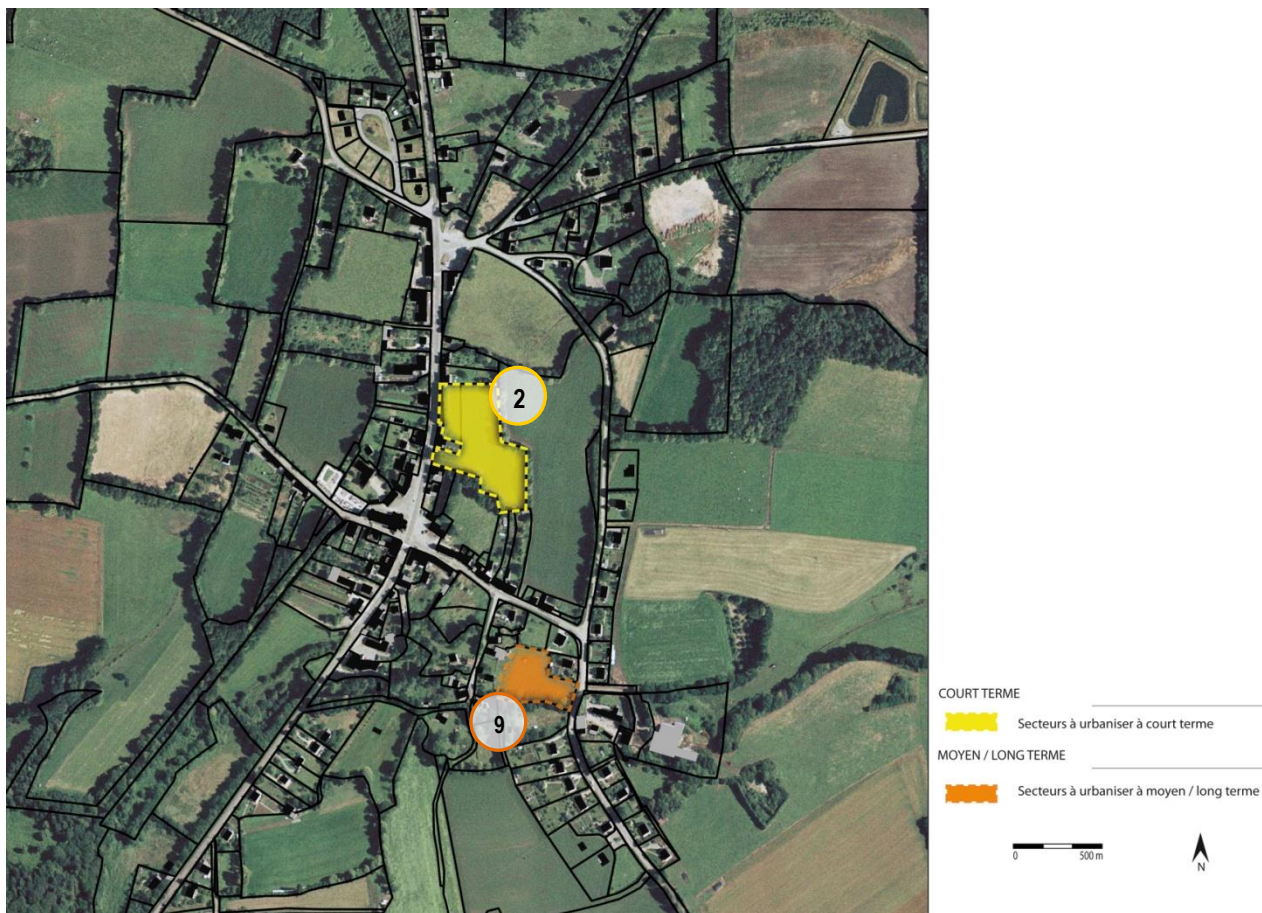 2
9
COURT TERME
Secteurs à urbaniser à court terme
MOYEN / LONG TERME
Secteurs à urbaniser à moyen / long terme
0 500 m
N